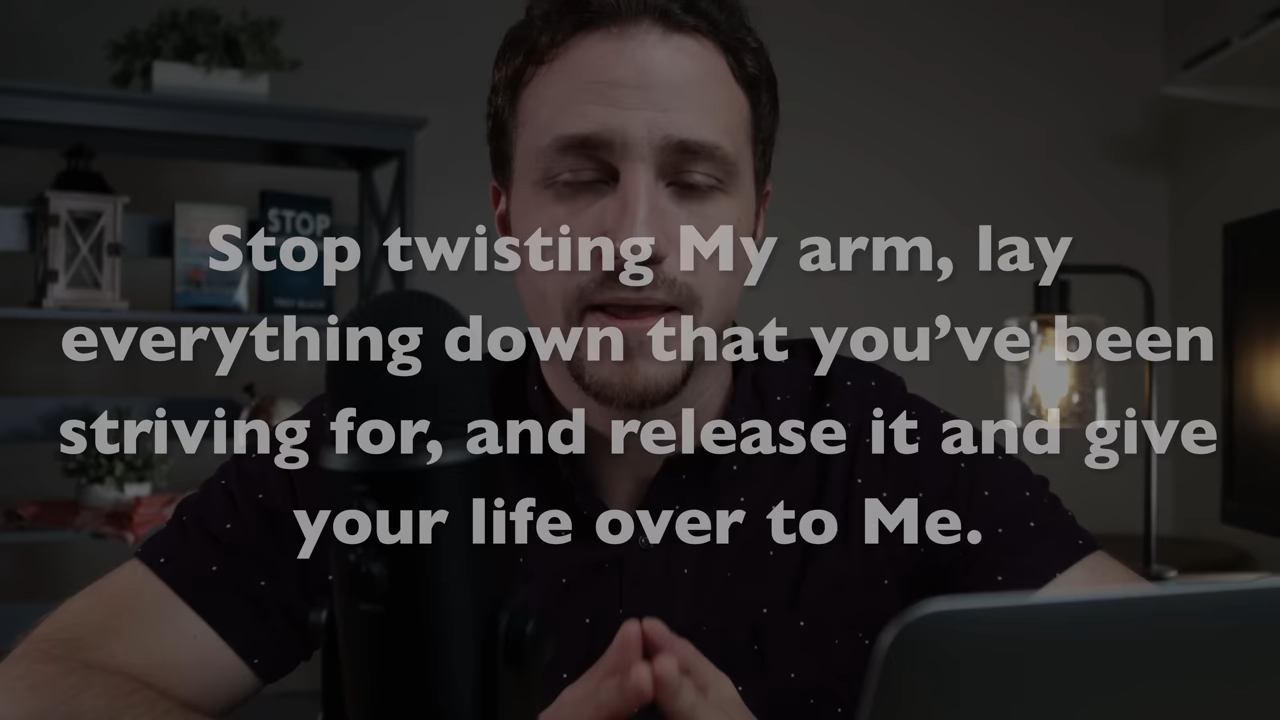 STOP
Stop twisting My arm, lay
everything down that you’ve been
striving for, and release it and give
your life over to Me.